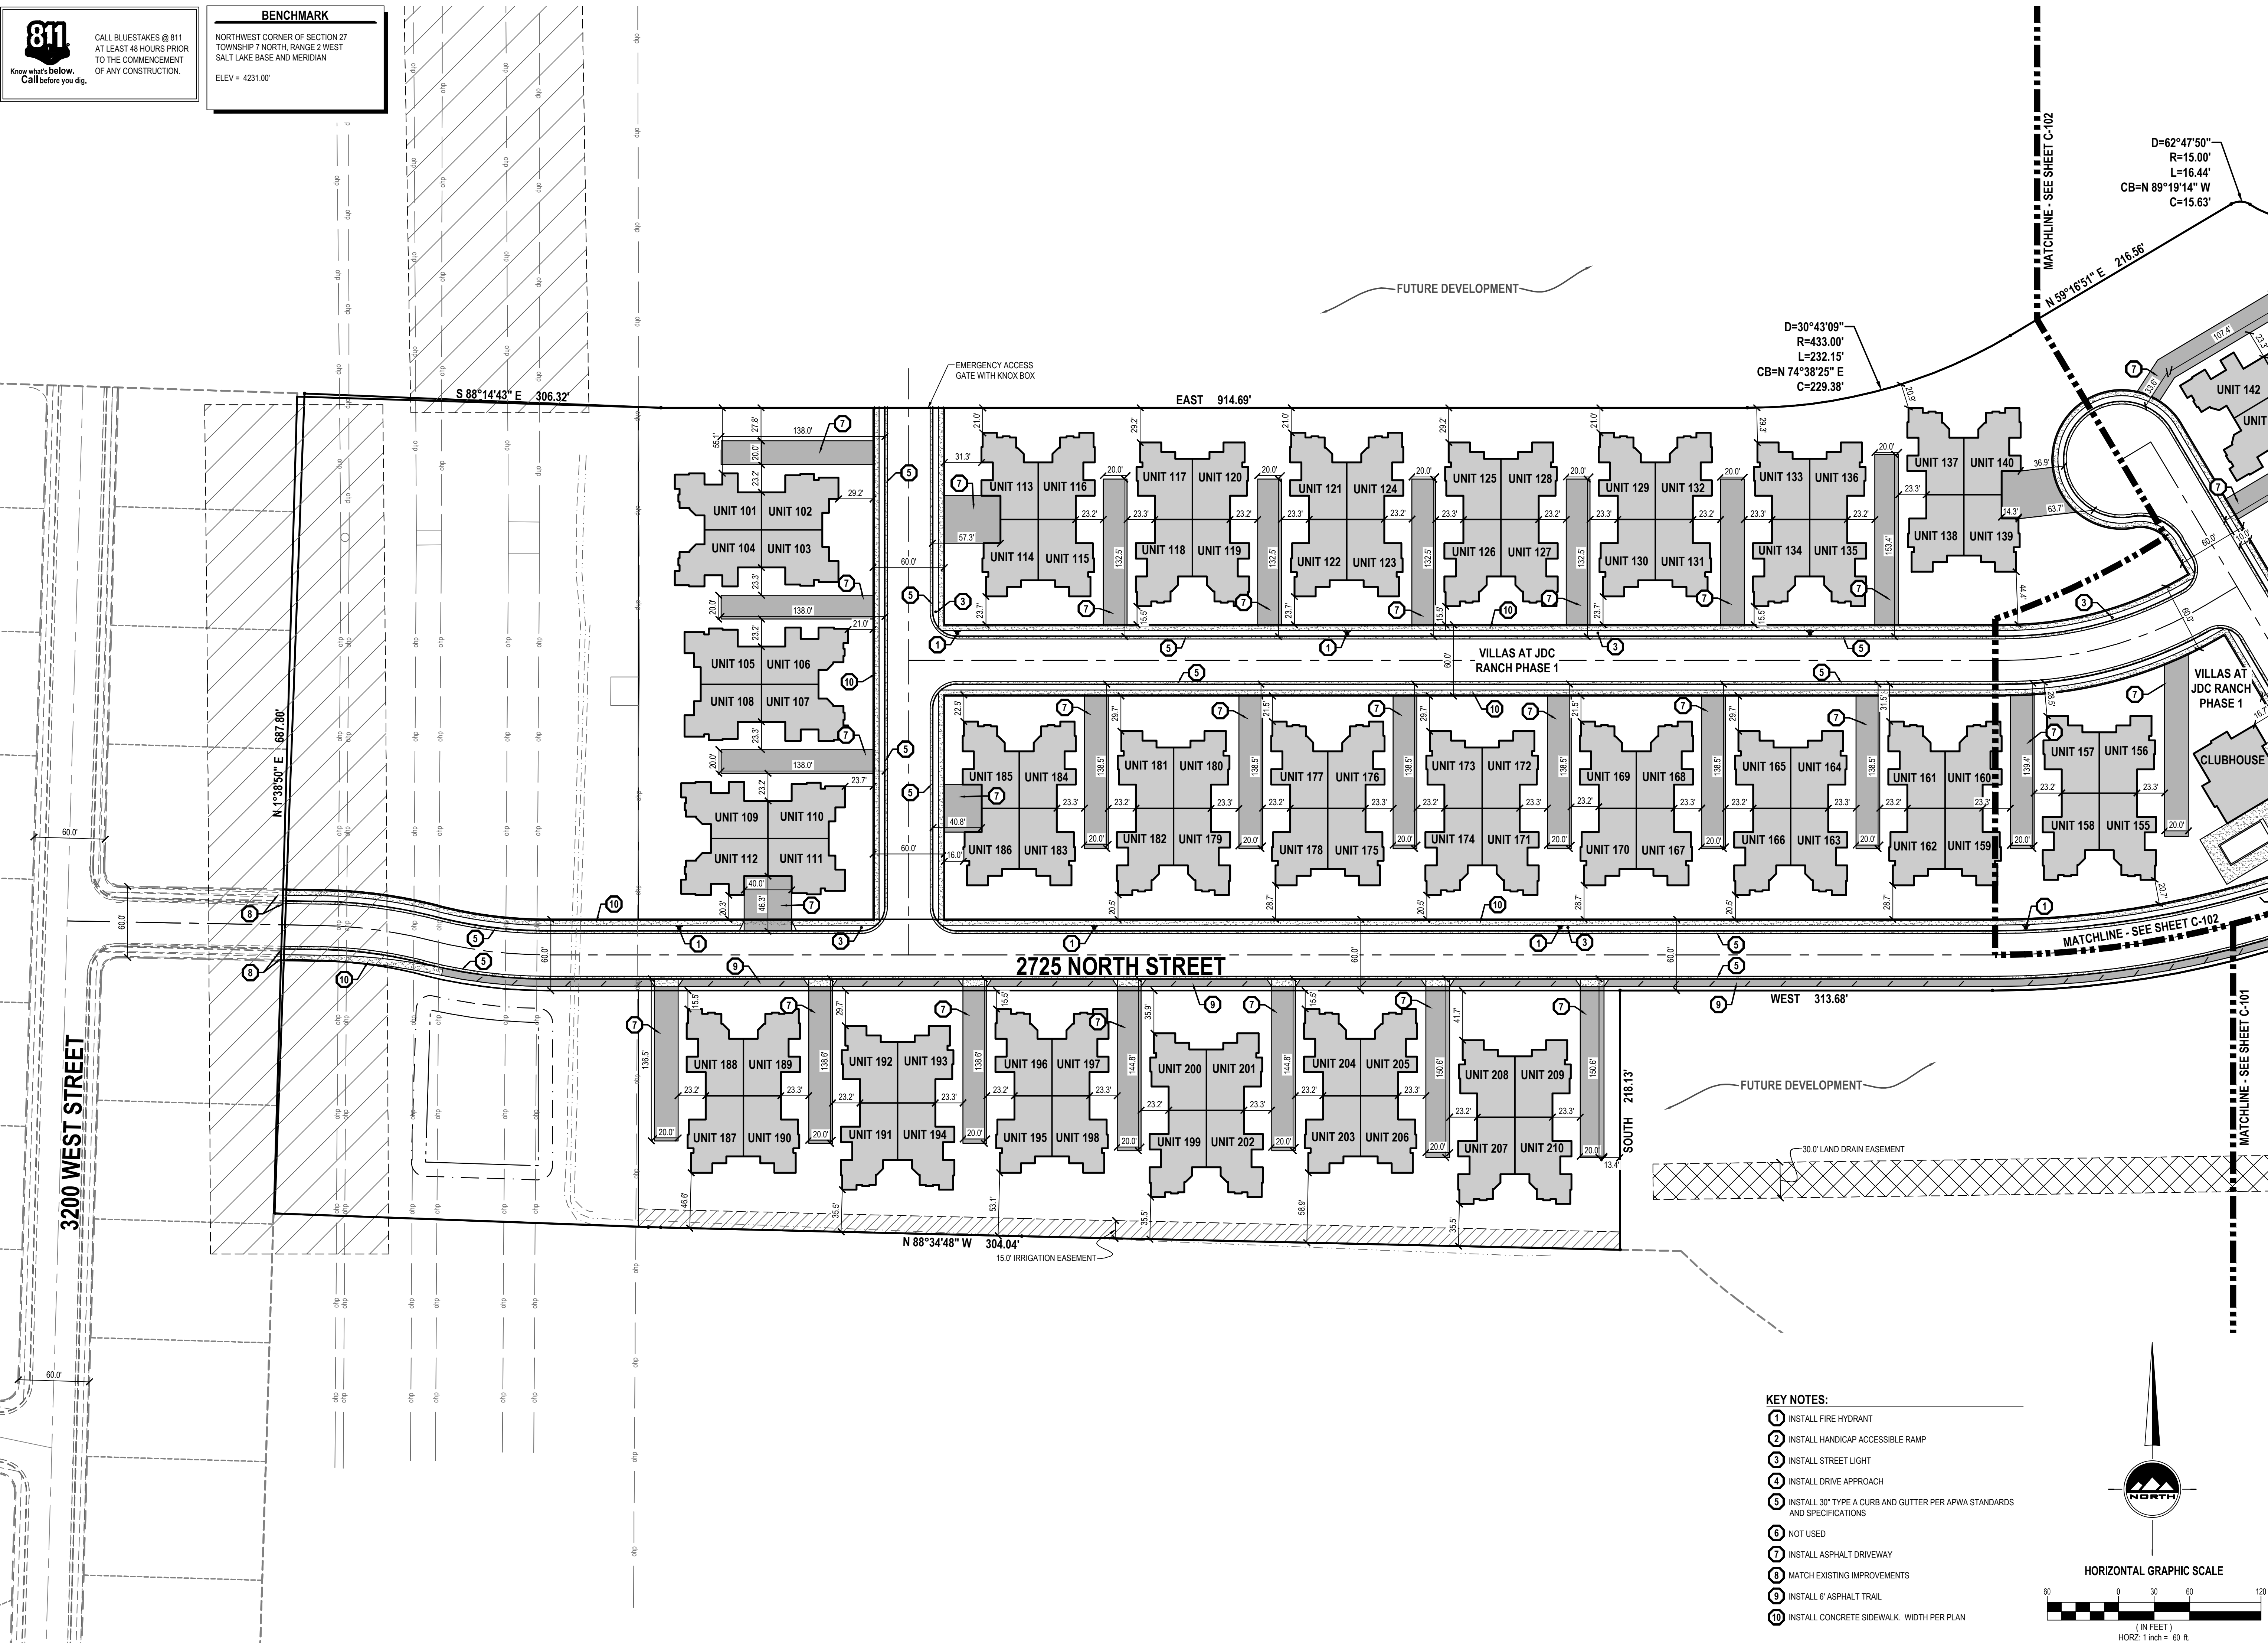 811
Know what's below.
Call before you dig.
CALL BLUESTAKES @ 811
AT LEAST 48 HOURS PRIOR
TO THE COMMENCEMENT
OF ANY CONSTRUCTION.
BENCHMARK
NORTHWEST CORNER OF SECTION 27
TOWNSHIP 7 NORTH, RANGE 2 WEST
SALT LAKE BASE AND MERIDIAN
ELEV = 4231.00'
MATCHLINE - SEE SHEET C-102
D=62°47'50"
R=15.00'
L=16.44'
CB=N 89°19'14" W
C=15.63'
N 59°16'51" E 216.56'
FUTURE DEVELOPMENT
D=30°43'09"
R=433.00'
L=232.15'
CB=N 74°38'25" E
C=229.38'
EMERGENCY ACCESS
GATE WITH KNOX BOX
S 88°14'43" E 306.32'
EAST 914.69'
N 1°38'50" E 687.80'
UNIT 101 UNIT 102
UNIT 104 UNIT 103
UNIT 105 UNIT 106
UNIT 108 UNIT 107
UNIT 109 UNIT 110
UNIT 112 UNIT 111
UNIT 113 UNIT 116
UNIT 114 UNIT 115
UNIT 117 UNIT 120
UNIT 118 UNIT 119
UNIT 121 UNIT 124
UNIT 122 UNIT 123
UNIT 125 UNIT 128
UNIT 126 UNIT 127
UNIT 129 UNIT 132
UNIT 130 UNIT 131
UNIT 133 UNIT 136
UNIT 134 UNIT 135
UNIT 137 UNIT 140
UNIT 138 UNIT 139
UNIT 142
UNIT
VILLAS AT JDC
RANCH PHASE 1
VILLAS AT
JDC RANCH
PHASE 1
CLUBHOUSE
UNIT 185 UNIT 184
UNIT 186 UNIT 183
UNIT 181 UNIT 180
UNIT 182 UNIT 179
UNIT 177 UNIT 176
UNIT 178 UNIT 175
UNIT 173 UNIT 172
UNIT 174 UNIT 171
UNIT 169 UNIT 168
UNIT 170 UNIT 167
UNIT 165 UNIT 164
UNIT 166 UNIT 163
UNIT 161 UNIT 160
UNIT 162 UNIT 159
UNIT 157 UNIT 156
UNIT 158 UNIT 155
MATCHLINE - SEE SHEET C-102
2725 NORTH STREET
WEST 313.68'
3200 WEST STREET
UNIT 188 UNIT 189
UNIT 187 UNIT 190
UNIT 192 UNIT 193
UNIT 191 UNIT 194
UNIT 196 UNIT 197
UNIT 195 UNIT 198
UNIT 200 UNIT 201
UNIT 199 UNIT 202
UNIT 204 UNIT 205
UNIT 203 UNIT 206
UNIT 208 UNIT 209
UNIT 207 UNIT 210
SOUTH 218.13'
FUTURE DEVELOPMENT
30.0' LAND DRAIN EASEMENT
MATCHLINE - SEE SHEET C-101
N 88°34'48" W 304.04'
15.0' IRRIGATION EASEMENT
KEY NOTES:
1 INSTALL FIRE HYDRANT
2 INSTALL HANDICAP ACCESSIBLE RAMP
3 INSTALL STREET LIGHT
4 INSTALL DRIVE APPROACH
5 INSTALL 30" TYPE A CURB AND GUTTER PER APWA STANDARDS
AND SPECIFICATIONS
6 NOT USED
7 INSTALL ASPHALT DRIVEWAY
8 MATCH EXISTING IMPROVEMENTS
9 INSTALL 6' ASPHALT TRAIL
10 INSTALL CONCRETE SIDEWALK. WIDTH PER PLAN
NORTH
HORIZONTAL GRAPHIC SCALE
60 0 30 60 120
( IN FEET )
HORZ: 1 inch = 60 ft.